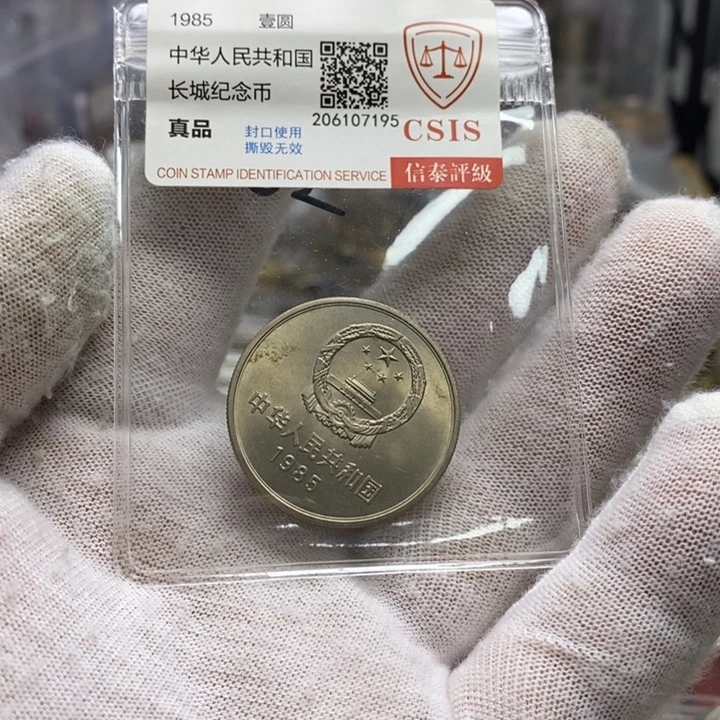 1985 壹圆
中华人民共和国
长城纪念币
真品
封口使用
撕毁无效
206107195
CSIS
COIN STAMP IDENTIFICATION SERVICE
信泰評級
中华人民共和国
1985